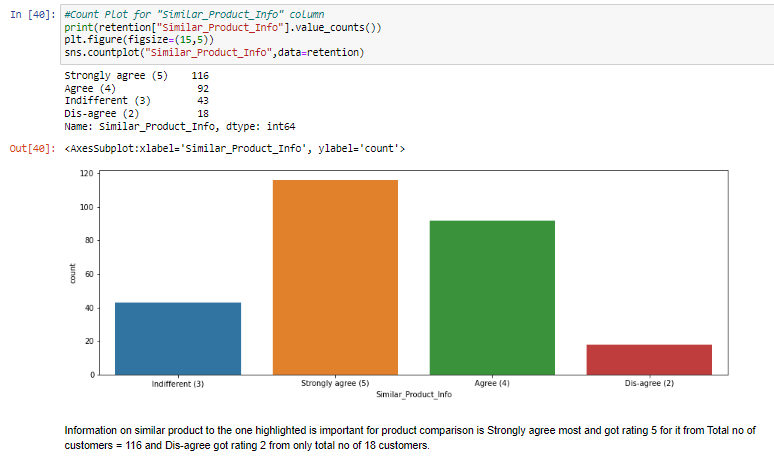 In [40]: #Count Plot for "Similar_Product_Info" column
print(retention["Similar_Product_Info"].value_counts())
plt.figure(figsize=(15,5))
sns.countplot("Similar_Product_Info",data=retention)
Strongly agree (5) 116
Agree (4) 92
Indifferent (3) 43
Dis-agree (2) 18
Name: Similar_Product_Info, dtype: int64
Out[40]: <AxesSubplot:xlabel='Similar_Product_Info', ylabel='count'>
120
100
80
60
40
20
0
count
Indifferent (3) Strongly agree (5) Agree (4) Dis-agree (2)
Similar_Product_Info
Information on similar product to the one highlighted is important for product comparison is Strongly agree most and got rating 5 for it from Total no of
customers = 116 and Dis-agree got rating 2 from only total no of 18 customers.